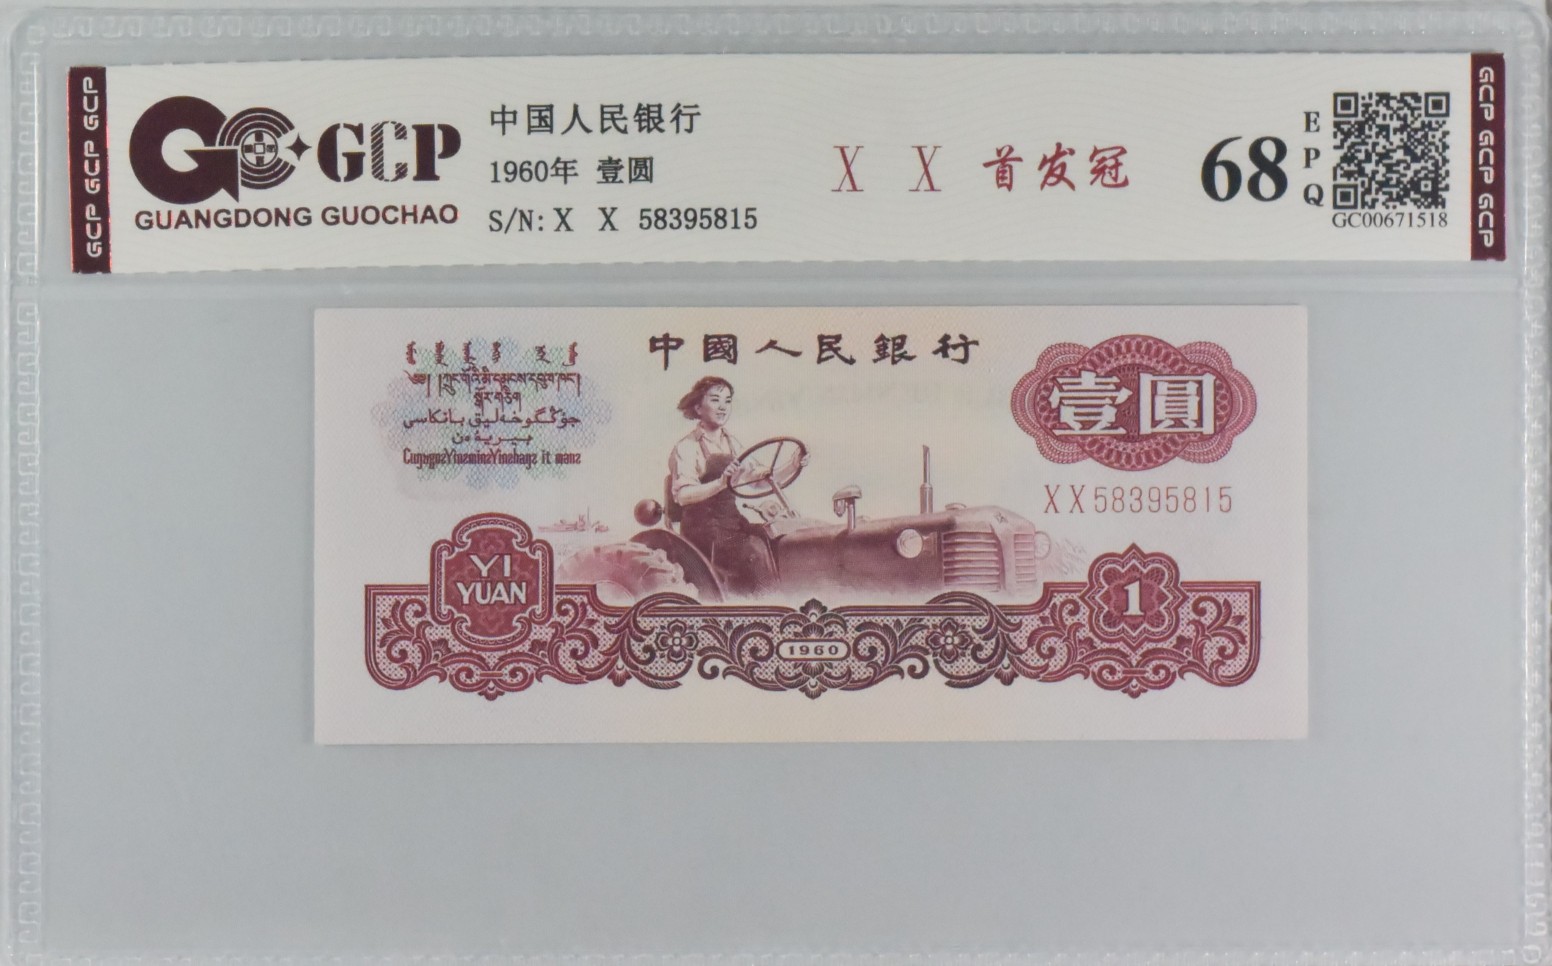 GCP GCP GCP
GCP
GUANGDONG GUOCHAO
中国人民银行
1960年 壹圆
S/N: X X 58395815
X X 首发冠
68
EPQ
GC00671518
GCP GCP GCP
中國人民銀行
壹圓
XX58395815
YI
YUAN
1960
1